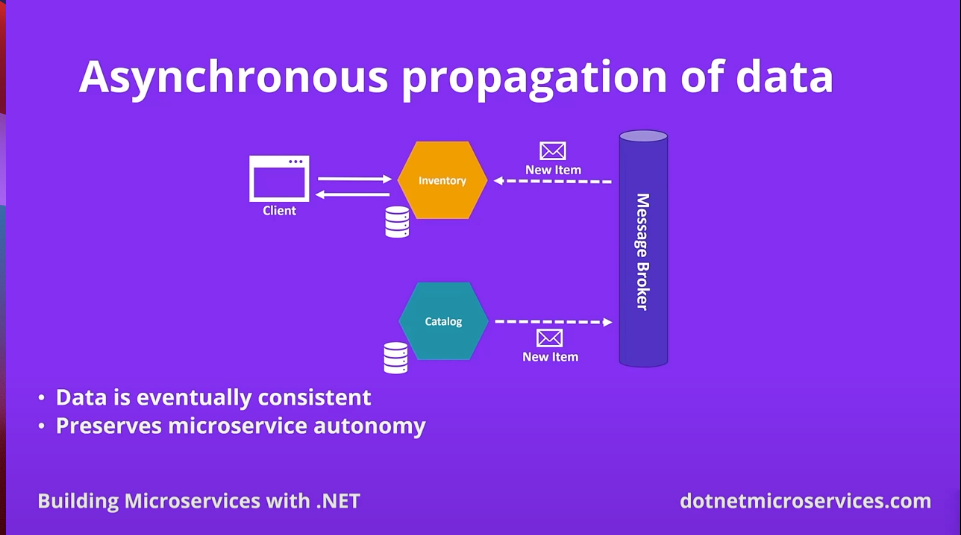 Asynchronous propagation of data
New Item
Inventory
Client
Message Broker
Catalog
New Item
• Data is eventually consistent
• Preserves microservice autonomy
Building Microservices with .NET
dotnetmicroservices.com